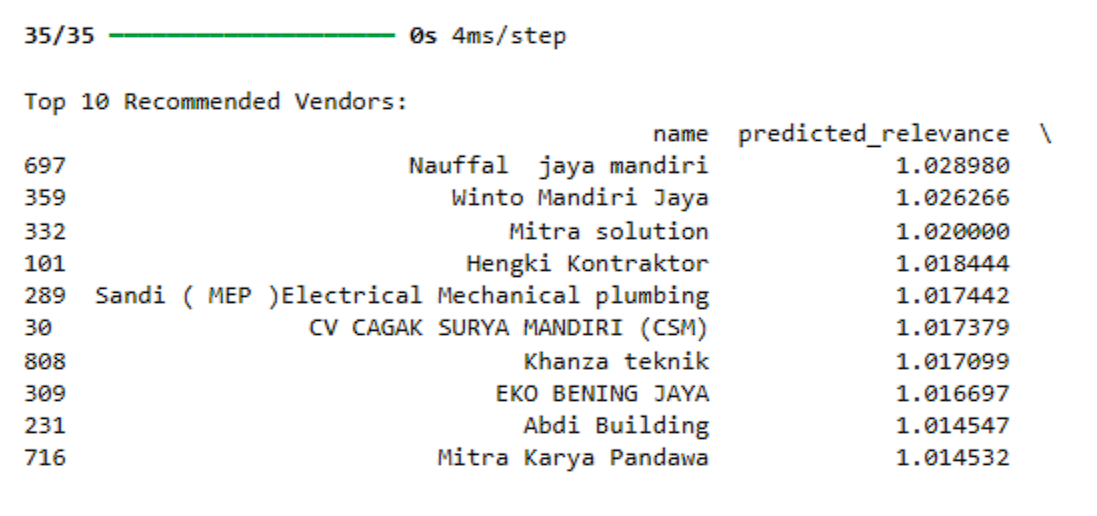 35/35 ━━━━━━━━━━━━━━━━━━━━ 0s 4ms/step
Top 10 Recommended Vendors:
name predicted_relevance \
697 Nauffal  jaya mandiri 1.028980
359 Winto Mandiri Jaya 1.026266
332 Mitra solution 1.020000
101 Hengki Kontraktor 1.018444
289 Sandi ( MEP )Electrical Mechanical plumbing 1.017442
30 CV CAGAK SURYA MANDIRI (CSM) 1.017379
808 Khanza teknik 1.017099
309 EKO BENING JAYA 1.016697
231 Abdi Building 1.014547
716 Mitra Karya Pandawa 1.014532